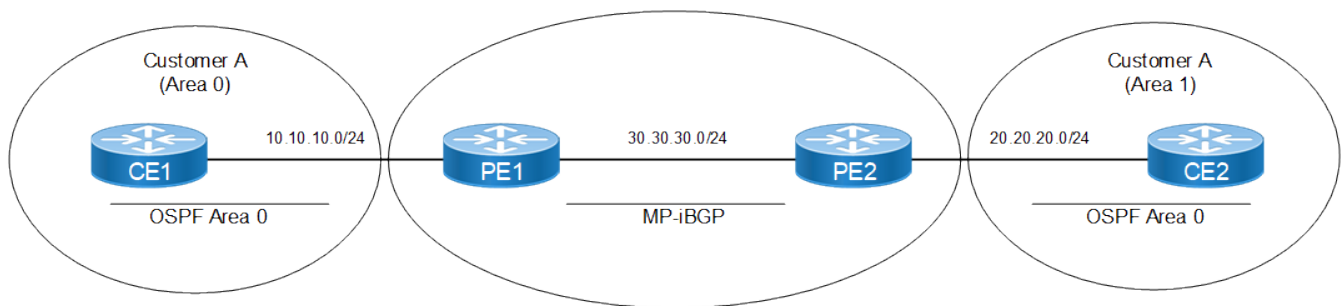 Customer A
(Area 0)
10.10.10.0/24
CE1
OSPF Area 0
30.30.30.0/24
PE1
PE2
MP-iBGP
Customer A
(Area 1)
20.20.20.0/24
CE2
OSPF Area 0